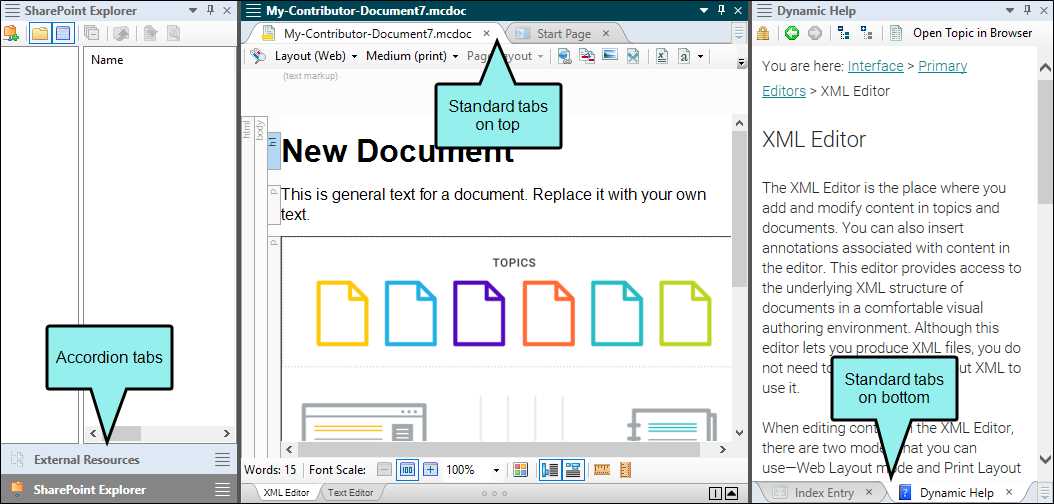 SharePoint Explorer
Name
Accordion tabs
External Resources
SharePoint Explorer
My-Contributor-Document7.mcdoc
My-Contributor-Document7.mcdoc
Start Page
Layout (Web)
Medium (print)
(text markup)
Standard tabs
on top
html
body
h1
New Document
p
This is general text for a document. Replace it with your own
text.
p
TOPICS
Words: 15
Font Scale:
100
100%
XML Editor
Text Editor
Dynamic Help
Open Topic in Browser
You are here: Interface > Primary
Editors > XML Editor
XML Editor
The XML Editor is the place where you
add and modify content in topics and
documents. You can also insert
annotations associated with content in
the editor. This editor provides access to
the underlying XML structure of
documents in a comfortable visual
authoring environment. Although this
editor lets you produce XML files, you do
not need to XML to
use it.
Standard tabs
on bottom
When editing the XML Editor,
there are two that you can
use—Web Layout and Print Layout
Index Entry
Dynamic Help